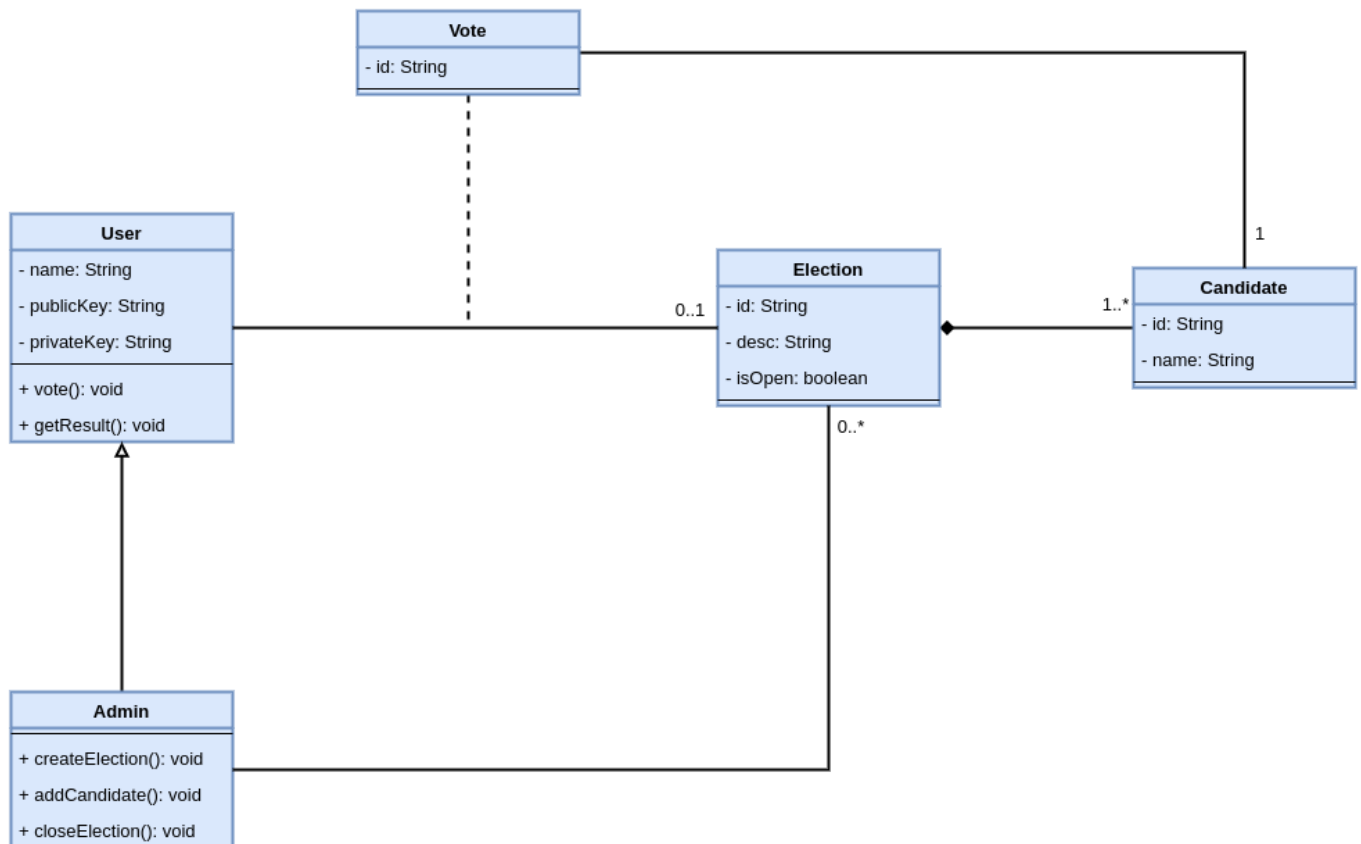 Vote
- id: String
1
User
- name: String
- publicKey: String
- privateKey: String
+ vote(): void
+ getResult(): void
0..1
Election
- id: String
- desc: String
- isOpen: boolean
0..*
1..*
Candidate
- id: String
- name: String
Admin
+ createElection(): void
+ addCandidate(): void
+ closeElection(): void